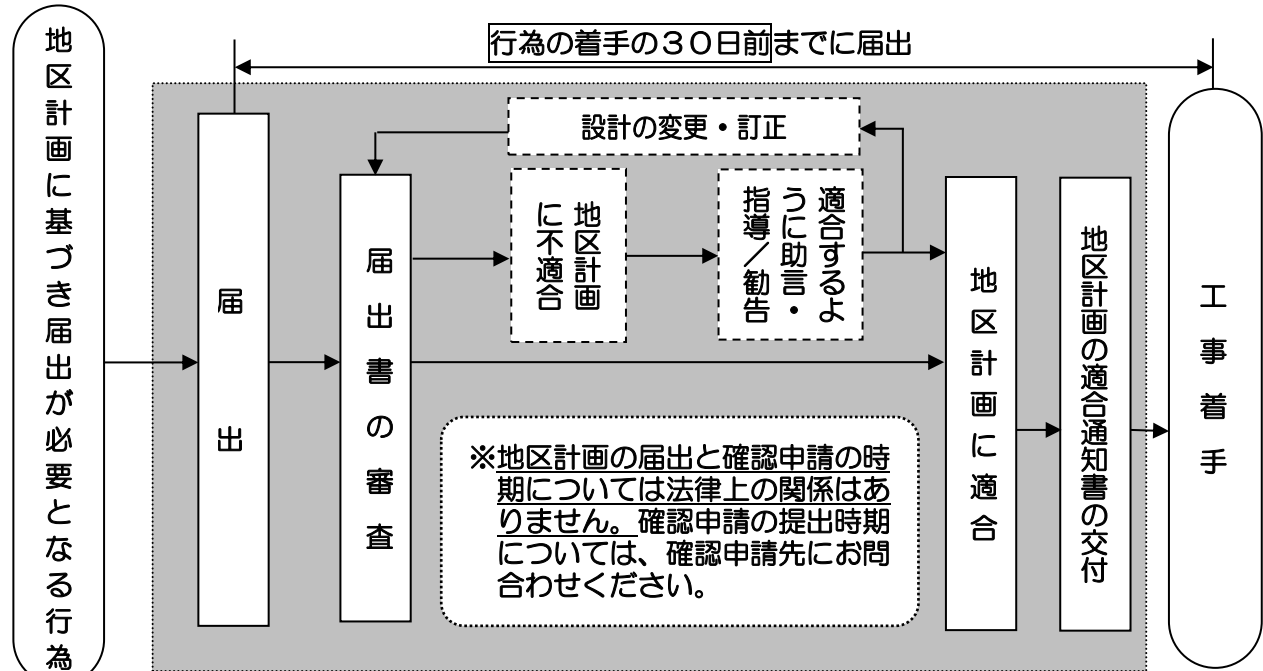 地区計画に基づき届出が必要となる行為
行為の着手の３０日前までに届出
届出
届出書の審査
設計の変更・訂正
地区計画
に不適合
適合するよ
うに助言・
指導／勧告
地区計画に適合
地区計画の適合通知書の交付
工事着手
※地区計画の届出と確認申請の時
期については法律上の関係はあ
りません。確認申請の提出時期
については、確認申請先にお問
合わせください。